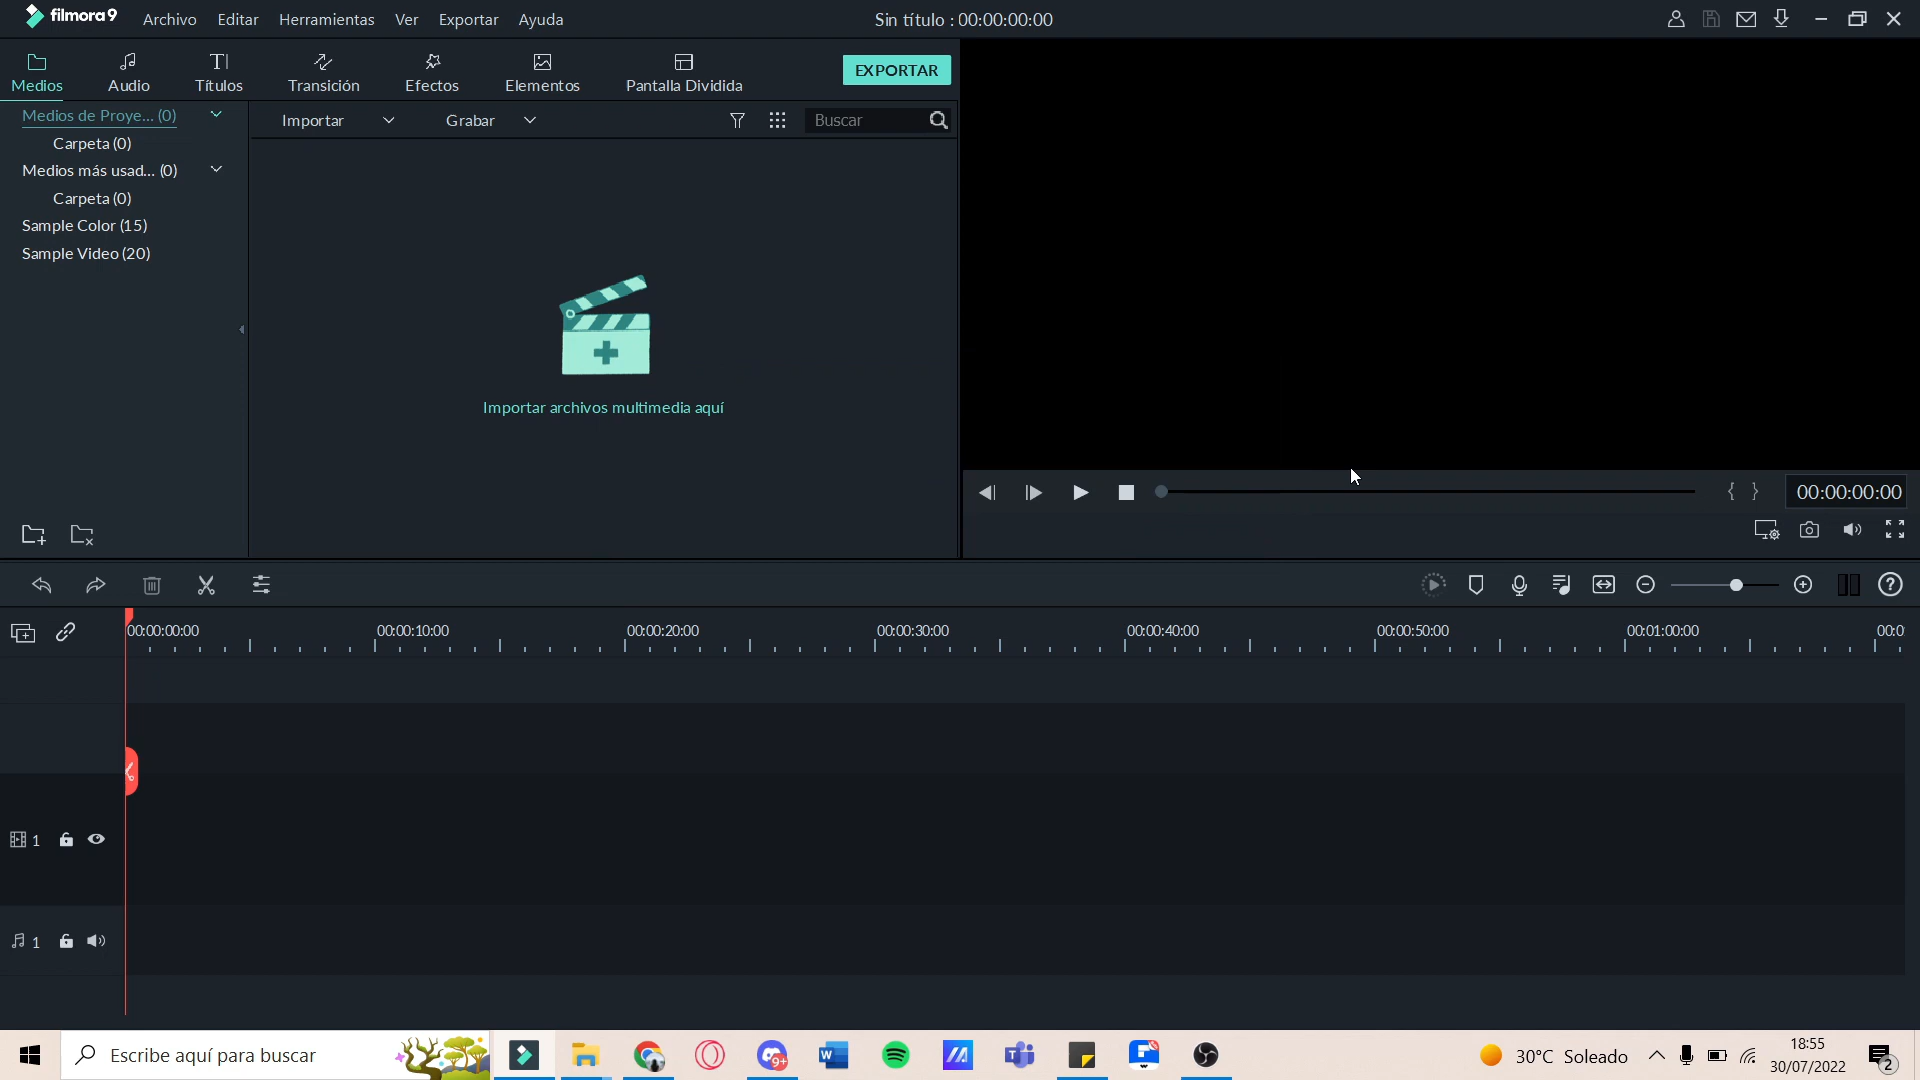 filmora9 Archivo Editar Herramientas Ver Exportar Ayuda Sin título : 00:00:00:00
Medios Audio Títulos Transición Efectos Elementos Pantalla Dividida EXPORTAR
Medios de Proye... (0) Importar Grabar Buscar
Carpeta (0)
Medios más usad... (0)
Carpeta (0)
Sample Color (15)
Sample Video (20)
Importar archivos multimedia aquí
{ } 00:00:00:00
00:00:00:00 00:00:10:00 00:00:20:00 00:00:30:00 00:00:40:00 00:00:50:00 00:01:00:00 00:0
1
1
Escribe aquí para buscar 9+ 30°C Soleado 18:55
30/07/2022 2